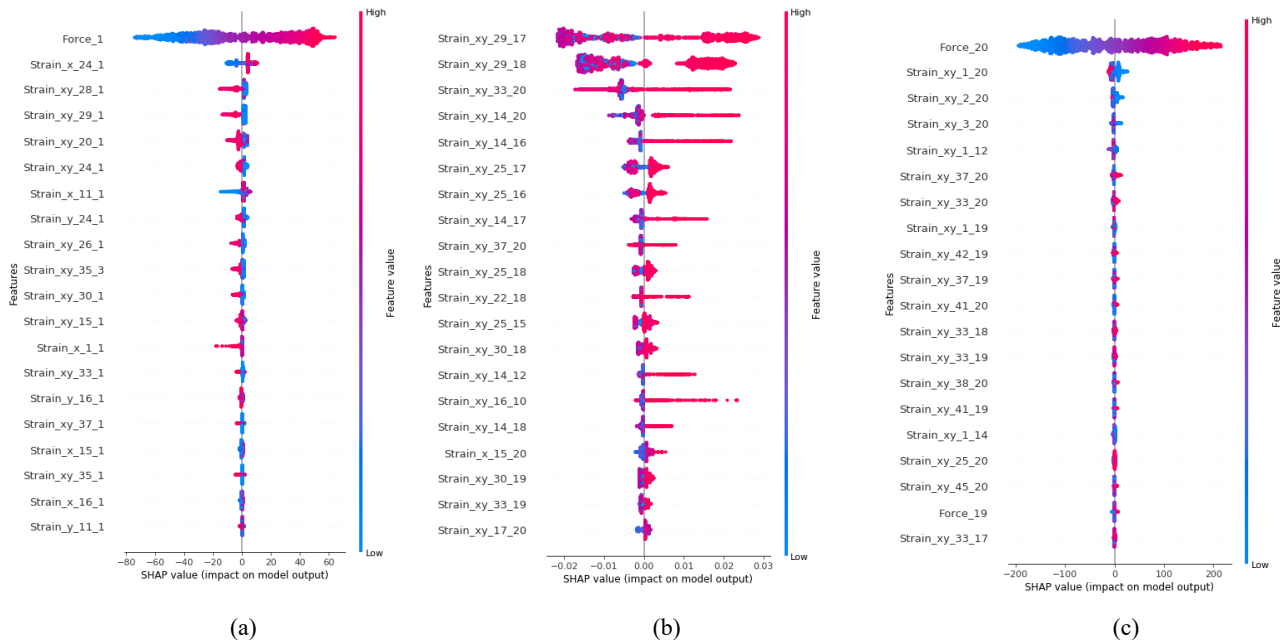 High
Force_1
Strain_x_24_1
Strain_xy_28_1
Strain_xy_29_1
Strain_xy_20_1
Strain_xy_24_1
Strain_x_11_1
Strain_y_24_1
Strain_xy_26_1
Strain_xy_35_3
Strain_xy_30_1
Strain_xy_15_1
Strain_x_1_1
Strain_xy_33_1
Strain_y_16_1
Strain_xy_37_1
Strain_x_15_1
Strain_xy_35_1
Strain_x_16_1
Strain_y_11_1
Features
Feature value
Low
−80 −60 −40 −20 0 20 40 60
SHAP value (impact on model output)
(a)
High
Strain_xy_29_17
Strain_xy_29_18
Strain_xy_33_20
Strain_xy_14_20
Strain_xy_14_16
Strain_xy_25_17
Strain_xy_25_16
Strain_xy_14_17
Strain_xy_37_20
Strain_xy_25_18
Strain_xy_22_18
Strain_xy_25_15
Strain_xy_30_18
Strain_xy_14_12
Strain_xy_16_10
Strain_xy_14_18
Strain_x_15_20
Strain_xy_30_19
Strain_xy_33_19
Strain_xy_17_20
Features
Feature value
Low
−0.02 −0.01 0.00 0.01 0.02 0.03
SHAP value (impact on model output)
(b)
High
Force_20
Strain_xy_1_20
Strain_xy_2_20
Strain_xy_3_20
Strain_xy_1_12
Strain_xy_37_20
Strain_xy_33_20
Strain_xy_1_19
Strain_xy_42_19
Strain_xy_37_19
Strain_xy_41_20
Strain_xy_33_18
Strain_xy_33_19
Strain_xy_38_20
Strain_xy_41_19
Strain_xy_1_14
Strain_xy_25_20
Strain_xy_45_20
Force_19
Strain_xy_33_17
Features
Feature value
Low
−200 −100 0 100 200
SHAP value (impact on model output)
(c)